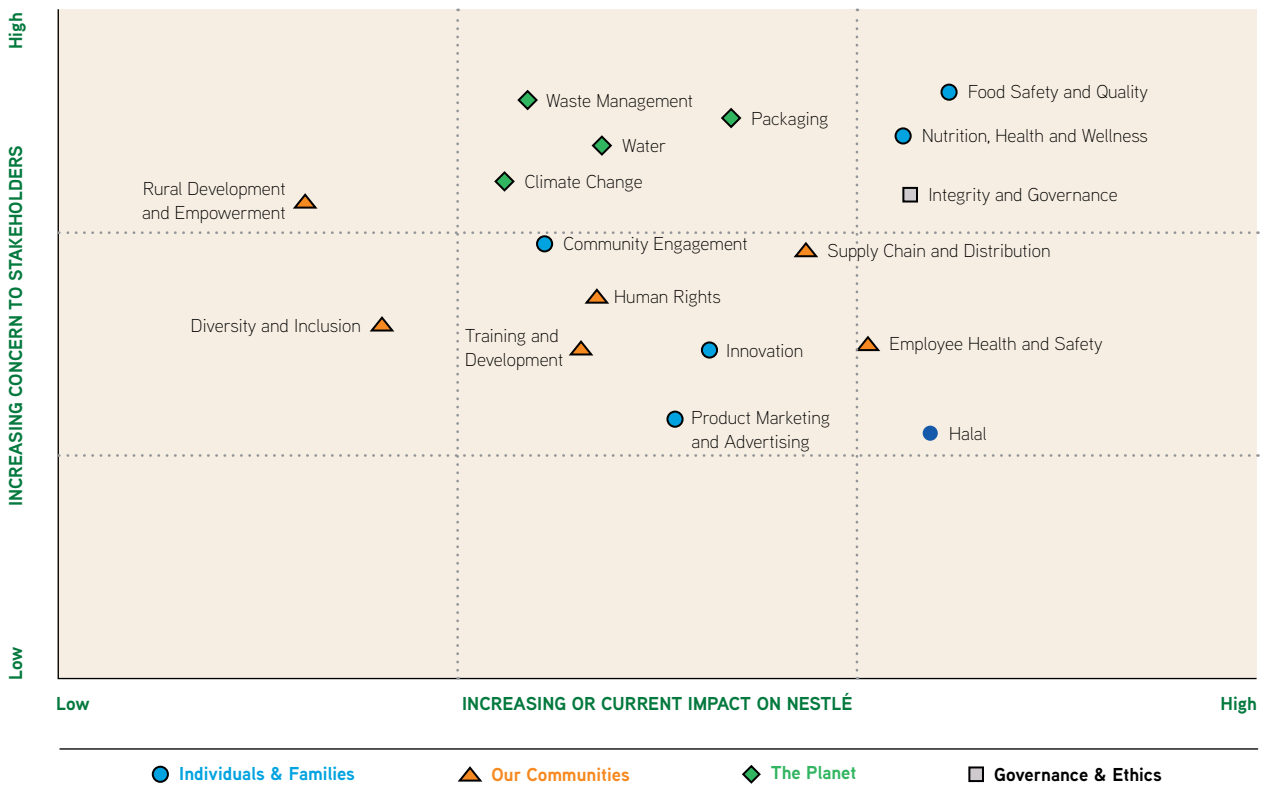 High
INCREASING CONCERN TO STAKEHOLDERS
Low
Waste Management
Food Safety and Quality
Packaging
Nutrition, Health and Wellness
Water
Climate Change
Rural Development
and Empowerment
Integrity and Governance
Community Engagement
Supply Chain and Distribution
Human Rights
Diversity and Inclusion
Training and
Development
Innovation
Employee Health and Safety
Product Marketing
and Advertising
Halal
Low
INCREASING OR CURRENT IMPACT ON NESTLÉ
High
Individuals & Families
Our Communities
The Planet
Governance & Ethics